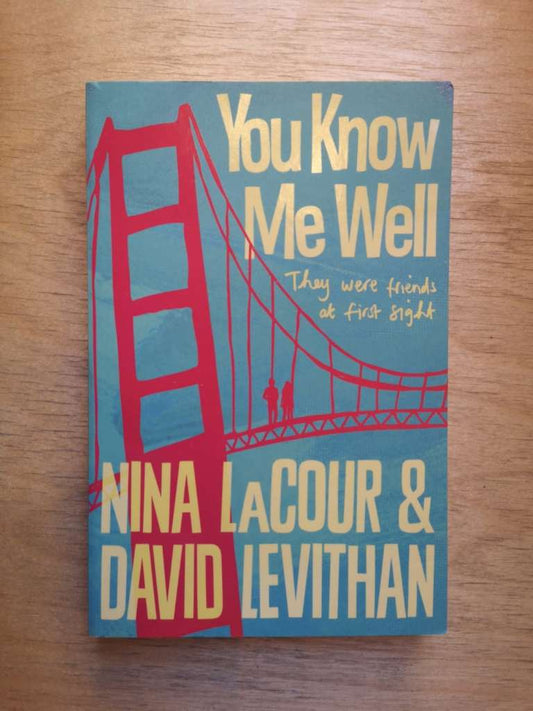 You Know
Me Well
They were friends
at first sight
NINA LaCOUR &
DAVID LEVITHAN